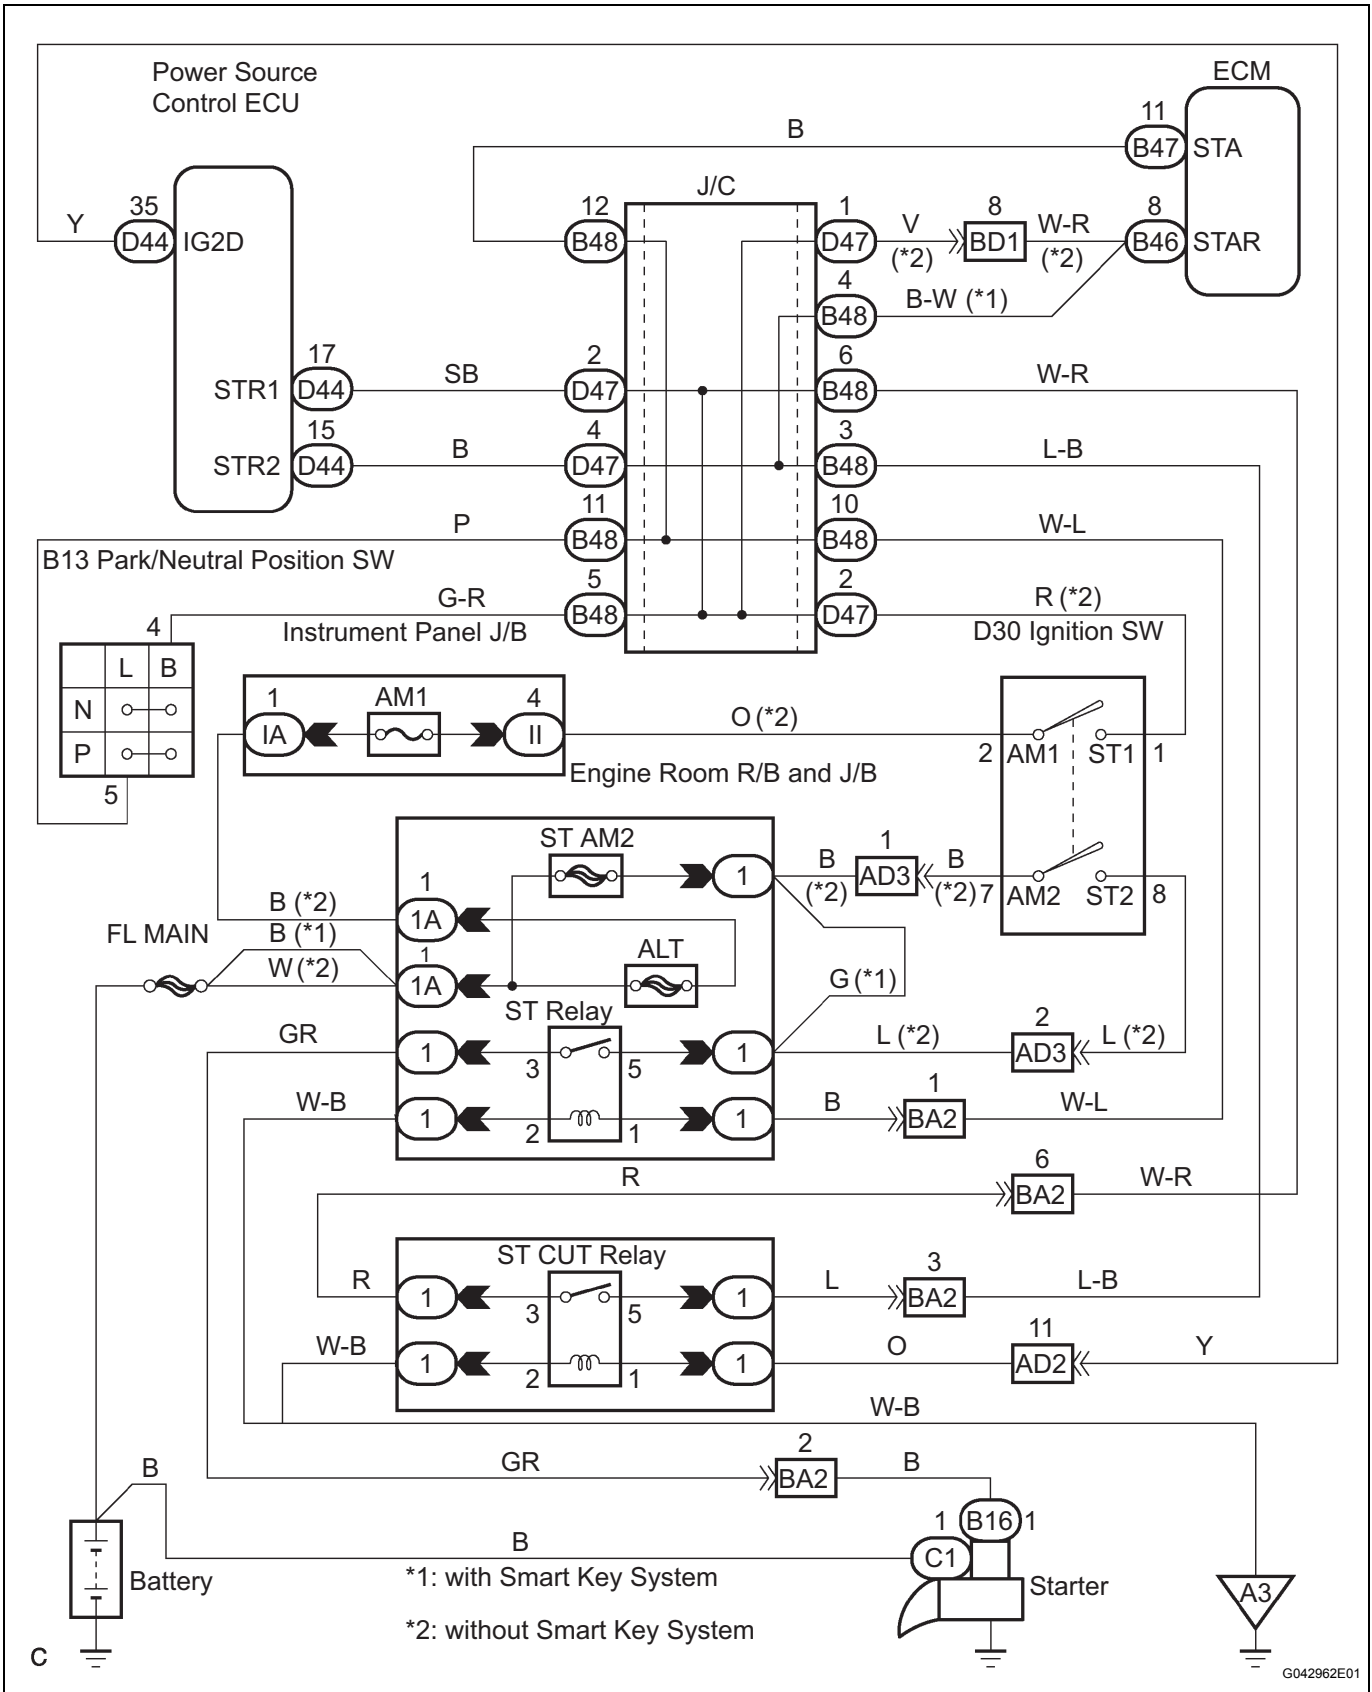 Power Source
Control ECU
ECM
11
B
B47 STA
J/C
12
1
8
8
35
Y
D44 IG2D
B48
D47
V
(*2)
BD1
W-R
(*2)
B46 STAR
4
B48
B-W (*1)
17
2
6
STR1 D44
SB
D47
B48
W-R
15
4
3
STR2 D44
B
D47
B48
L-B
11
10
P
B48
B48
W-L
B13 Park/Neutral Position SW
5
2
G-R
B48
D47
R (*2)
Instrument Panel J/B
D30 Ignition SW
4
L B
N
P
5
1
AM1
4
IA
II
O (*2)
2 AM1 ST1 1
Engine Room R/B and J/B
ST AM2
1
1
B
(*2)
AD3
B
(*2) 7
AM2 ST2 8
1
B (*2)
1A
FL MAIN
B (*1)
1
W (*2)
1A
ALT
G (*1)
ST Relay
GR
1
3
5
1
L (*2)
2
AD3
L (*2)
W-B
1
2
1
1
B
1
BA2
W-L
R
6
BA2
W-R
ST CUT Relay
R
1
3
5
1
L
3
BA2
L-B
W-B
1
2
1
1
O
11
AD2
Y
W-B
B
GR
2
BA2
B
1 B16 1
B
C1
Battery
*1: with Smart Key System
Starter
A3
*2: without Smart Key System
C
G042962E01